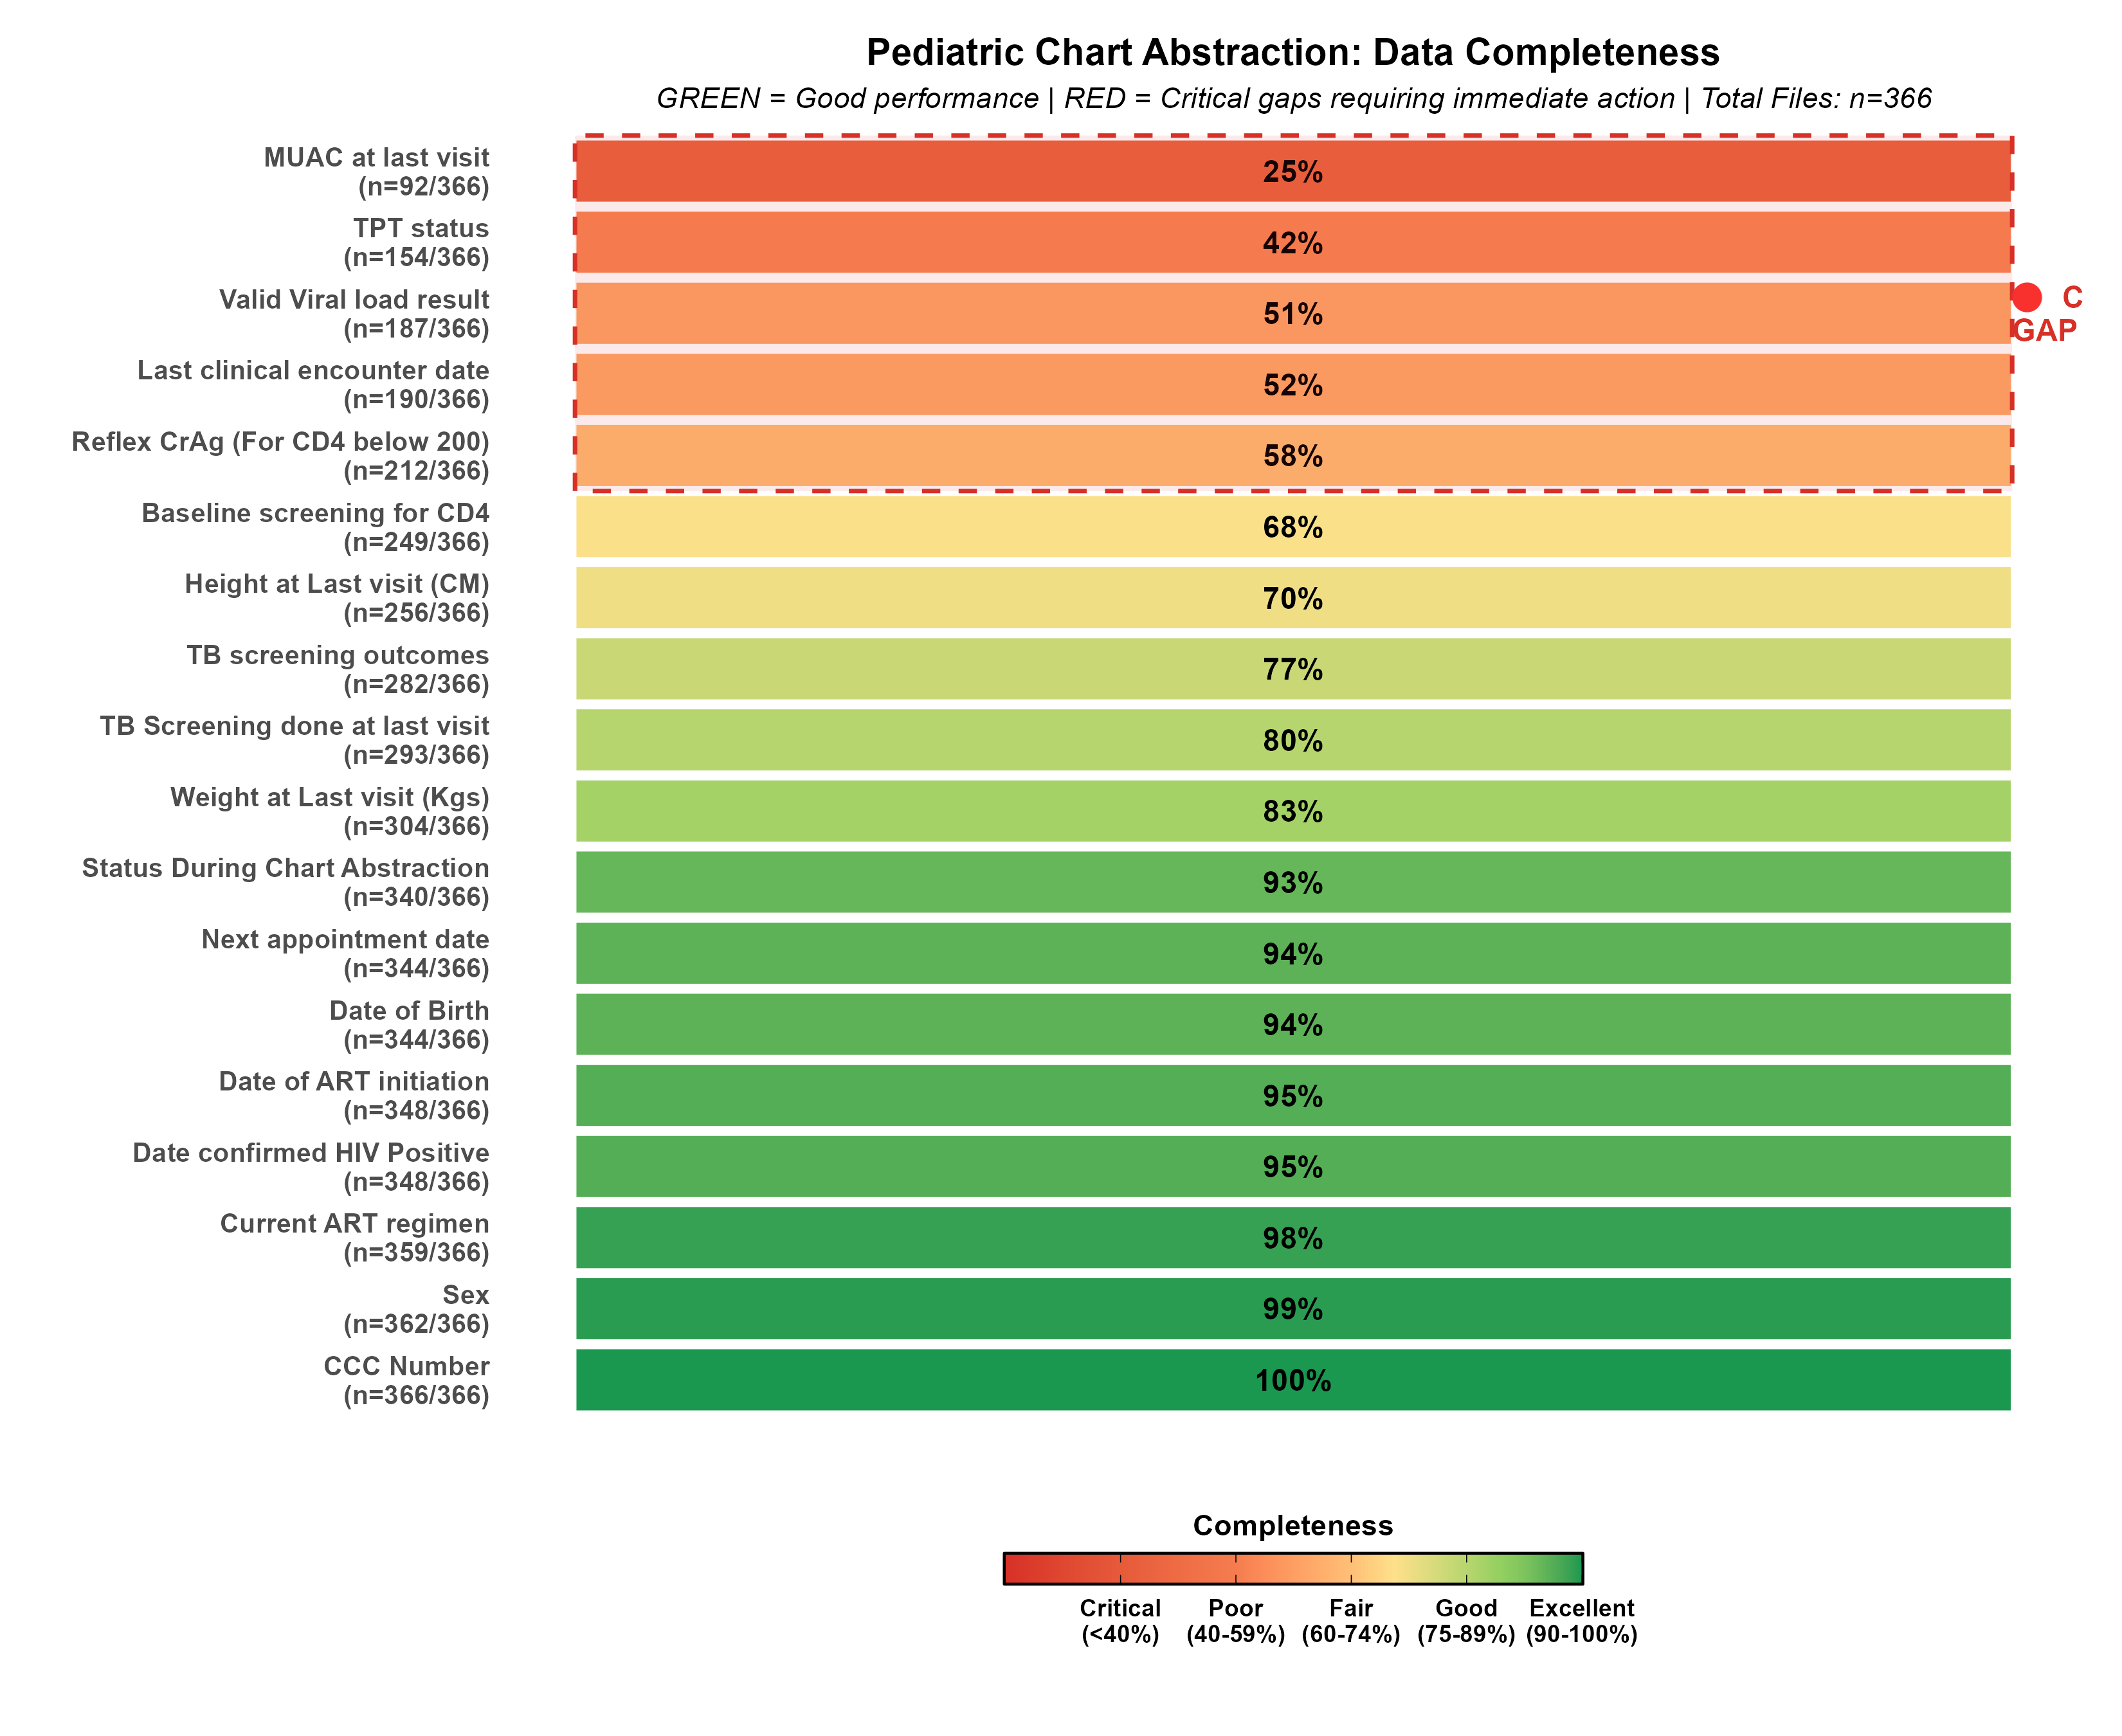 Pediatric Chart Abstraction: Data Completeness
GREEN = Good performance | RED = Critical gaps requiring immediate action | Total Files: n=366
MUAC at last visit
(n=92/366)
25%
TPT status
(n=154/366)
42%
Valid Viral load result
(n=187/366)
51%
C
GAP
Last clinical encounter date
(n=190/366)
52%
Reflex CrAg (For CD4 below 200)
(n=212/366)
58%
Baseline screening for CD4
(n=249/366)
68%
Height at Last visit (CM)
(n=256/366)
70%
TB screening outcomes
(n=282/366)
77%
TB Screening done at last visit
(n=293/366)
80%
Weight at Last visit (Kgs)
(n=304/366)
83%
Status During Chart Abstraction
(n=340/366)
93%
Next appointment date
(n=344/366)
94%
Date of Birth
(n=344/366)
94%
Date of ART initiation
(n=348/366)
95%
Date confirmed HIV Positive
(n=348/366)
95%
Current ART regimen
(n=359/366)
98%
Sex
(n=362/366)
99%
CCC Number
(n=366/366)
100%
Completeness
Critical Poor Fair Good Excellent
(<40%) (40-59%) (60-74%) (75-89%) (90-100%)